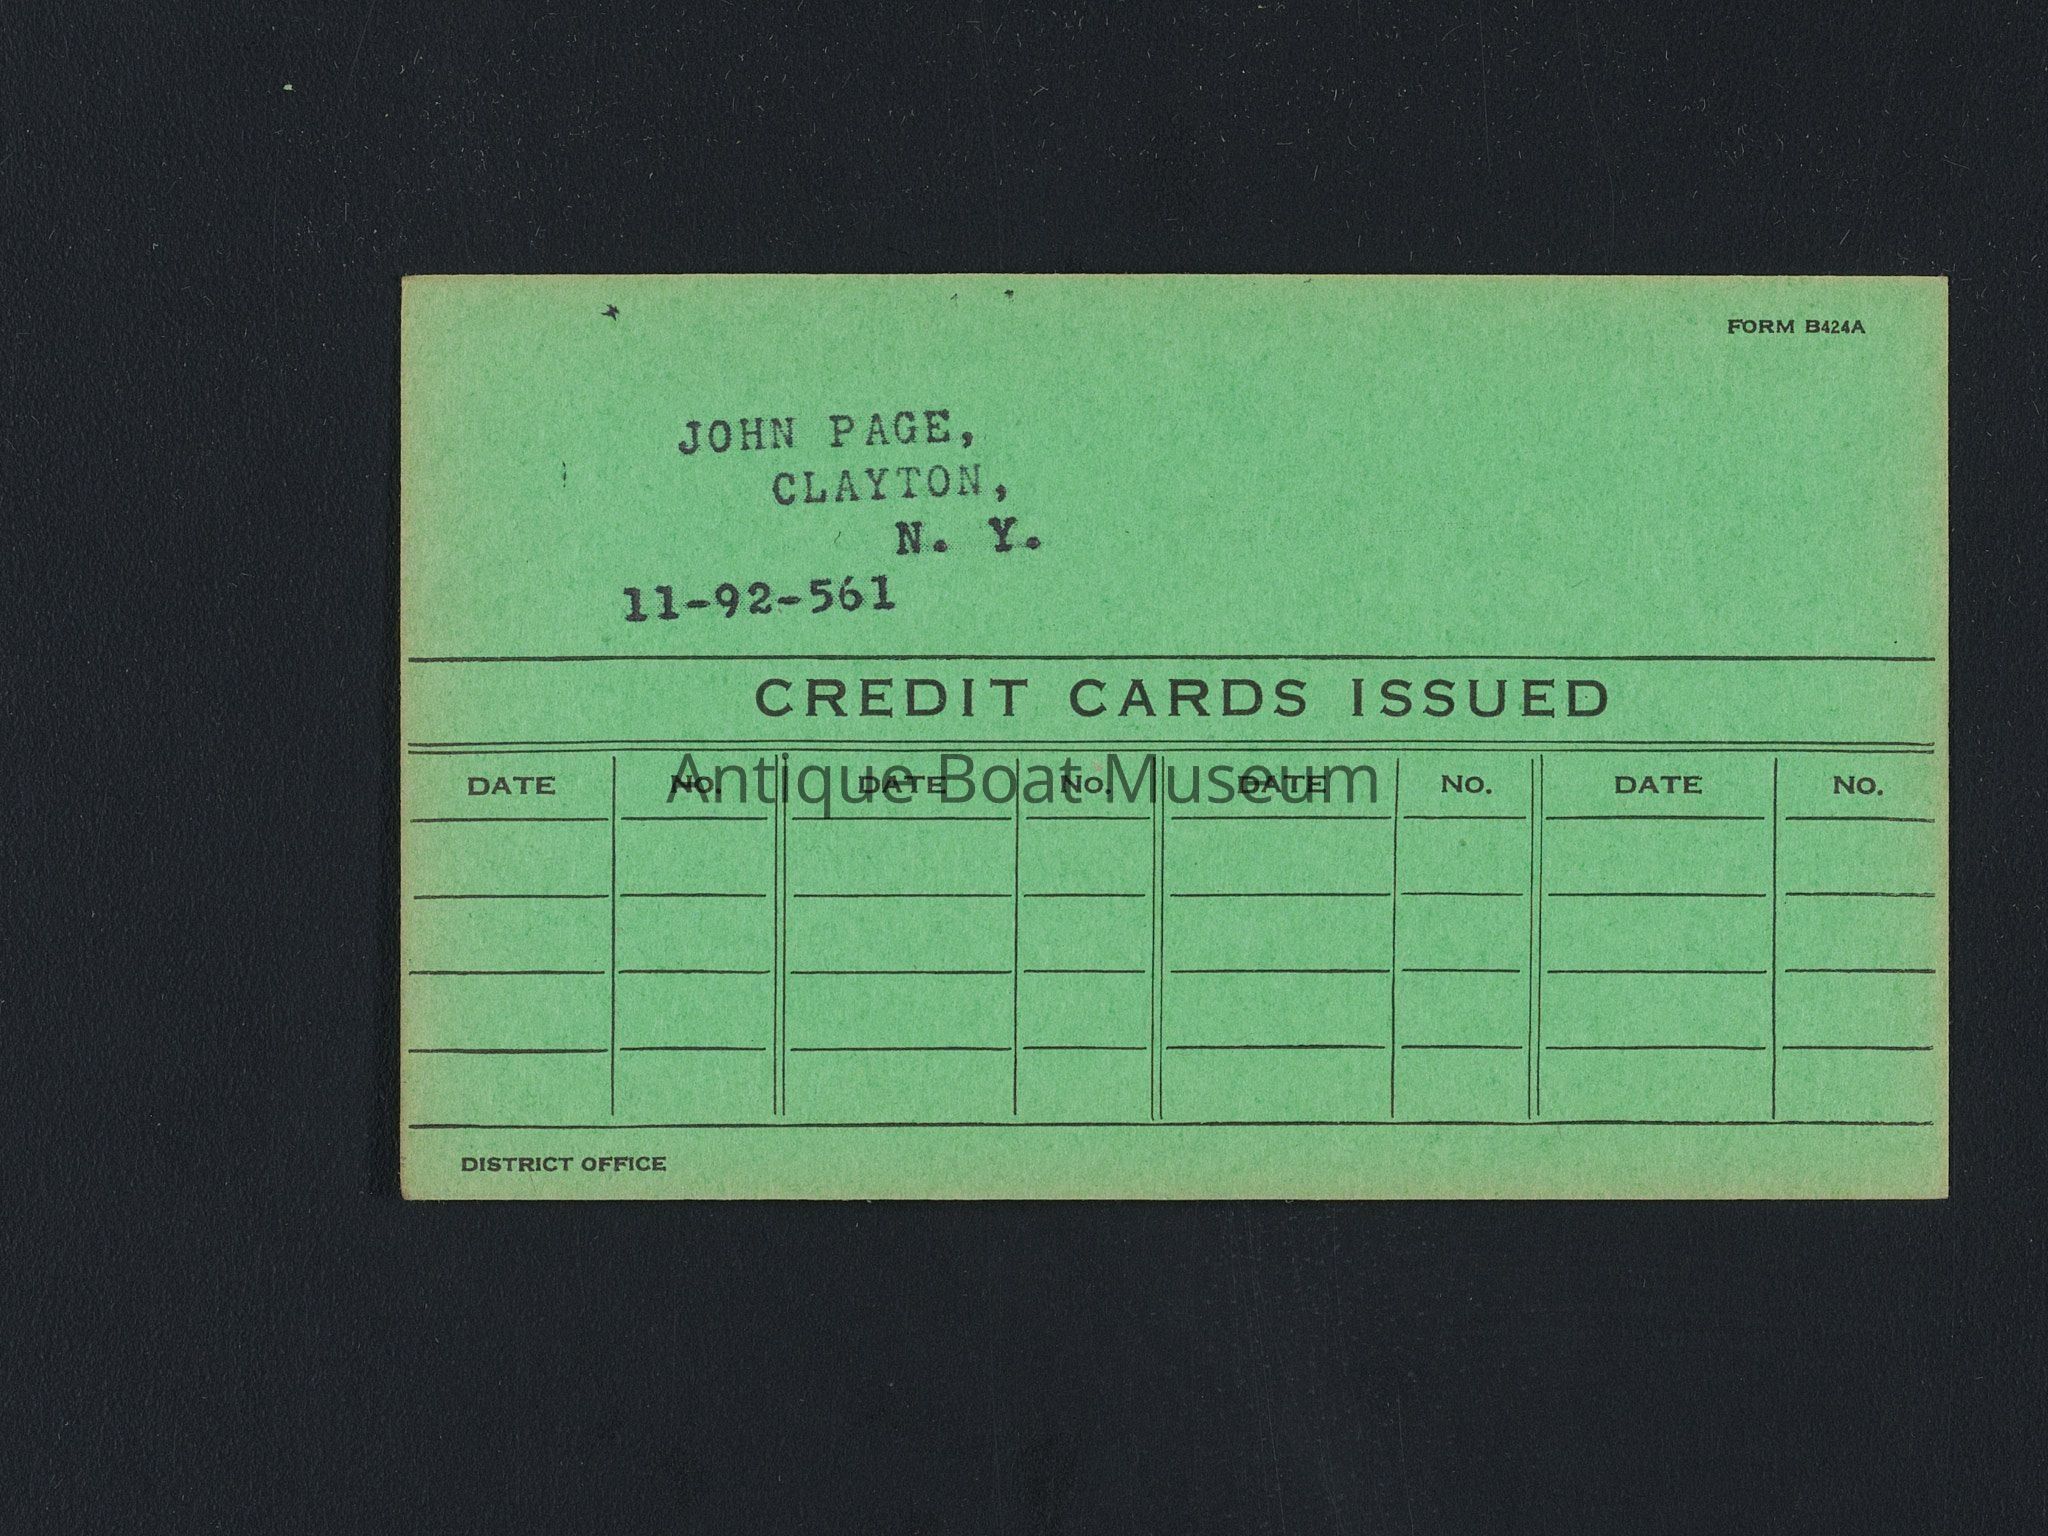 FORM B424A
JOHN PAGE,
CLAYTON,
N. Y.
11-92-561
CREDIT CARDS ISSUED
Antique Boat Museum
DATE No. DATE No. DATE No. DATE No.
DISTRICT OFFICE